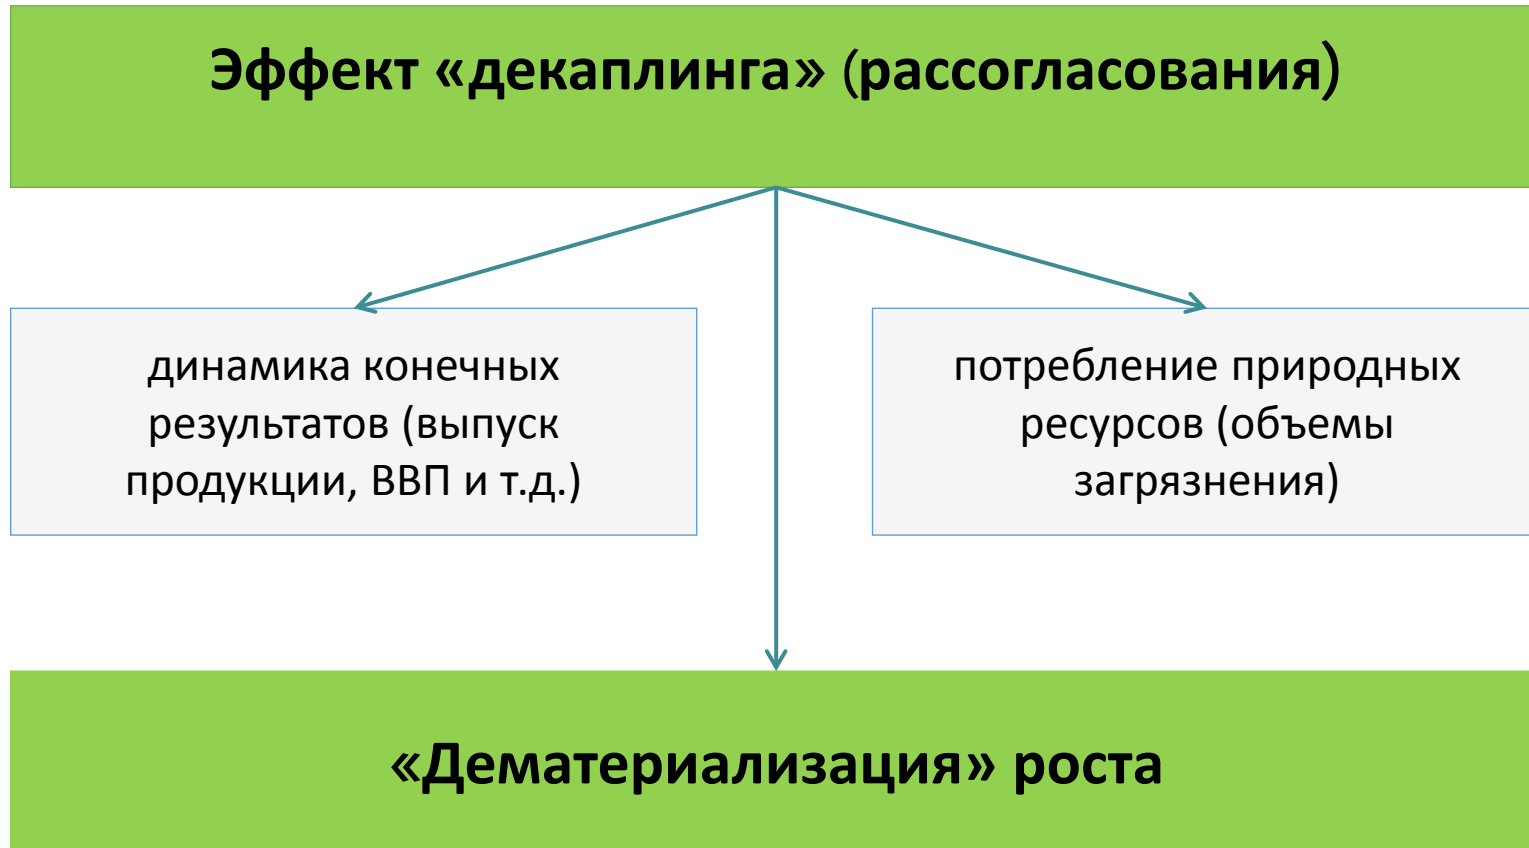 Эффект «декаплинга» (рассогласования)
динамика конечных
результатов (выпуск
продукции, ВВП и т.д.)
потребление природных
ресурсов (объемы
загрязнения)
«Дематериализация» роста